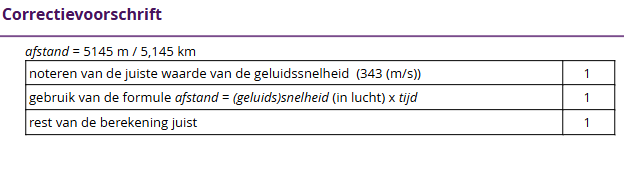 Correctievoorschrift
afstand = 5145 m / 5,145 km
noteren van de juiste waarde van de geluidssnelheid (343 (m/s)) 1
gebruik van de formule afstand = (geluids)snelheid (in lucht) x tijd 1
rest van de berekening juist 1